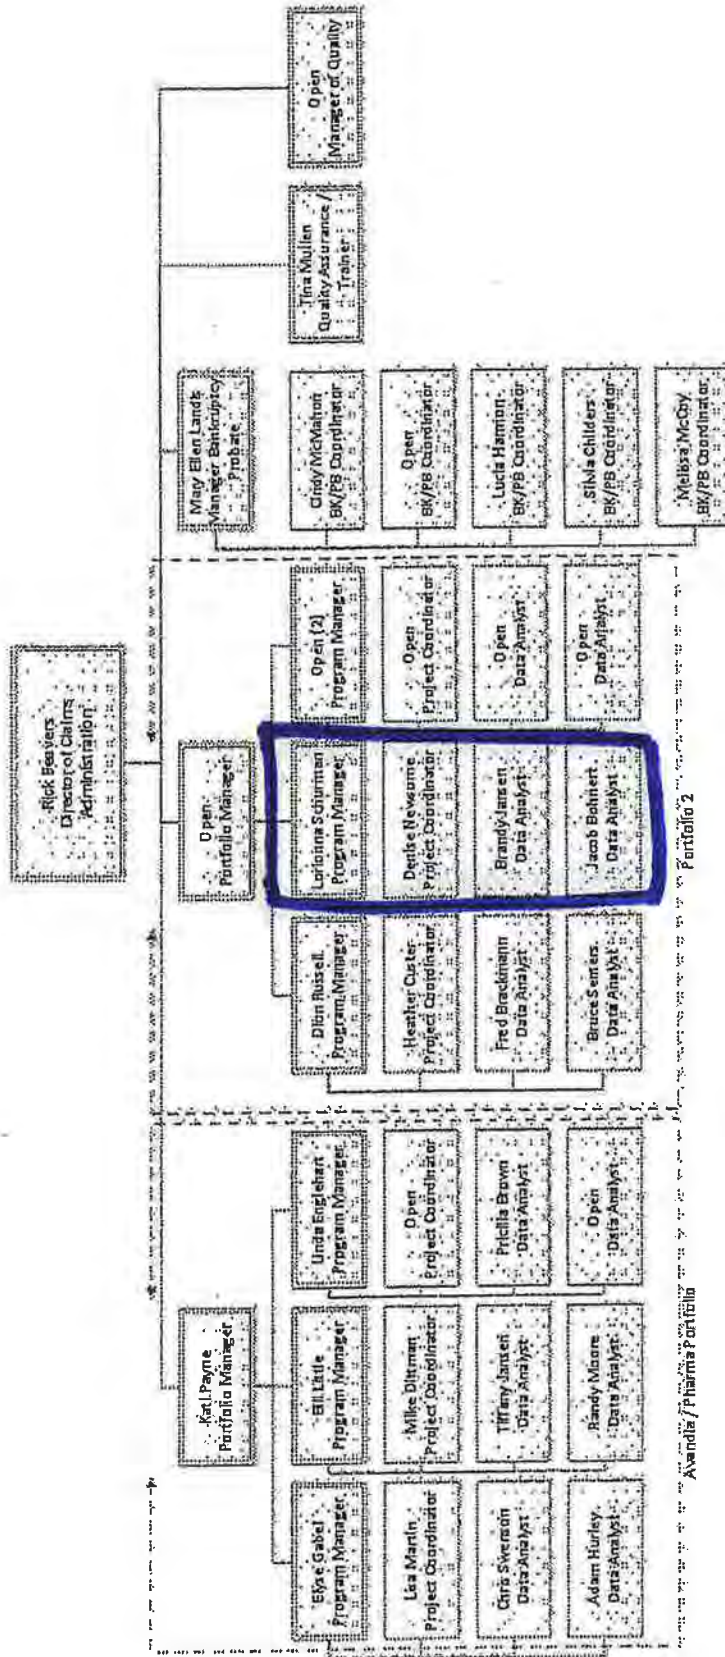 Rick Beavers
Director of Claims
Administration
Kati Payne
Portfolio Manager
Elyse Gabel
Program Manager
Lisa Martin
Project Coordinator
Chris Swenson
Data Analyst
Adam Hurley
Data Analyst
Bill Little
Program Manager
Mike Dittman
Project Coordinator
Tiffany Jansen
Data Analyst
Randy Moore
Data Analyst
Linda Englehart
Program Manager
Open
Project Coordinator
Pricilla Brown
Data Analyst
Open
Data Analyst
Avandia / Pharma Portfolio
Open
Portfolio Manager
Dion Russell
Program Manager
Heather Custer
Project Coordinator
Fred Brackmann
Data Analyst
Bruce Semers
Data Analyst
Schurman
Program Manager
Denise Newsome
Project Coordinator
Brandy Jansen
Data Analyst
Jacob Bohnert
Data Analyst
Open (2)
Program Manager
Open
Project Coordinator
Open
Data Analyst
Open
Data Analyst
Portfolio 2
Mary Ellen Landis
Manager Bankruptcy
Probate
Cindy McMahon
BK/PB Coordinator
Open
BK/PB Coordinator
Lucia Harrion
BK/PB Coordinator
Silvia Childers
BK/PB Coordinator
Melissa McCoy
BK/PB Coordinator
Tina Mullen
Quality Assurance /
Trainer
Open
Manager of Quality